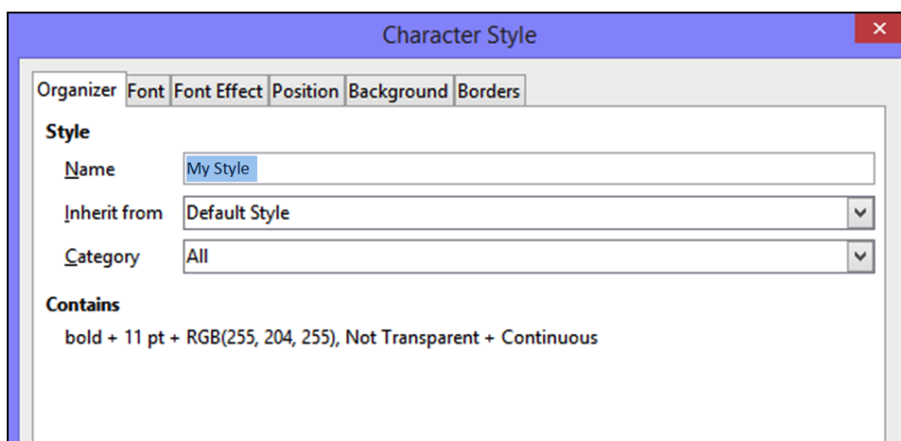 Character Style
Organizer Font Font Effect Position Background Borders
Style
Name My Style
Inherit from Default Style
Category All
Contains
bold + 11 pt + RGB(255, 204, 255), Not Transparent + Continuous